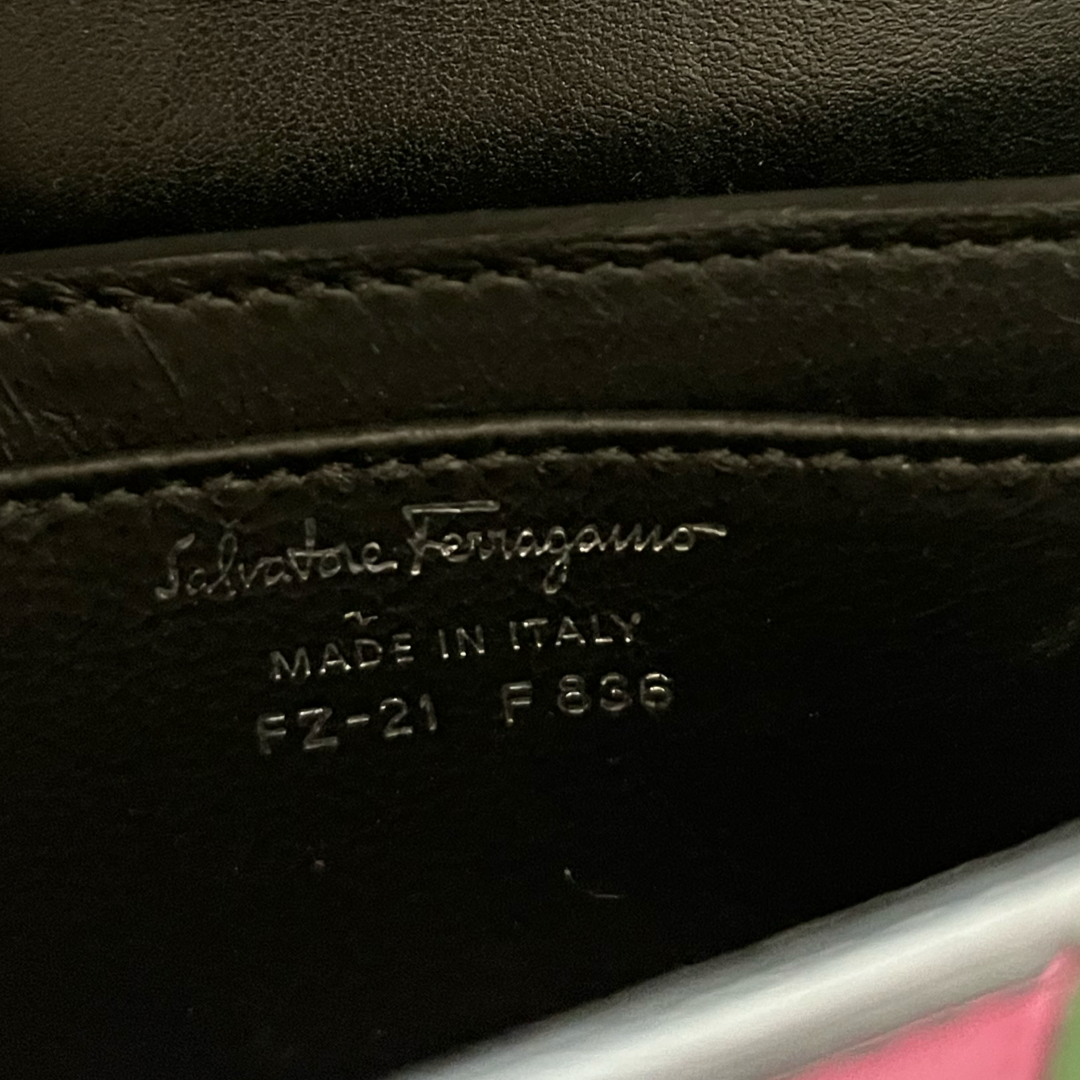 Salvatore Ferragamo
MADE IN ITALY
FZ-21 F 836